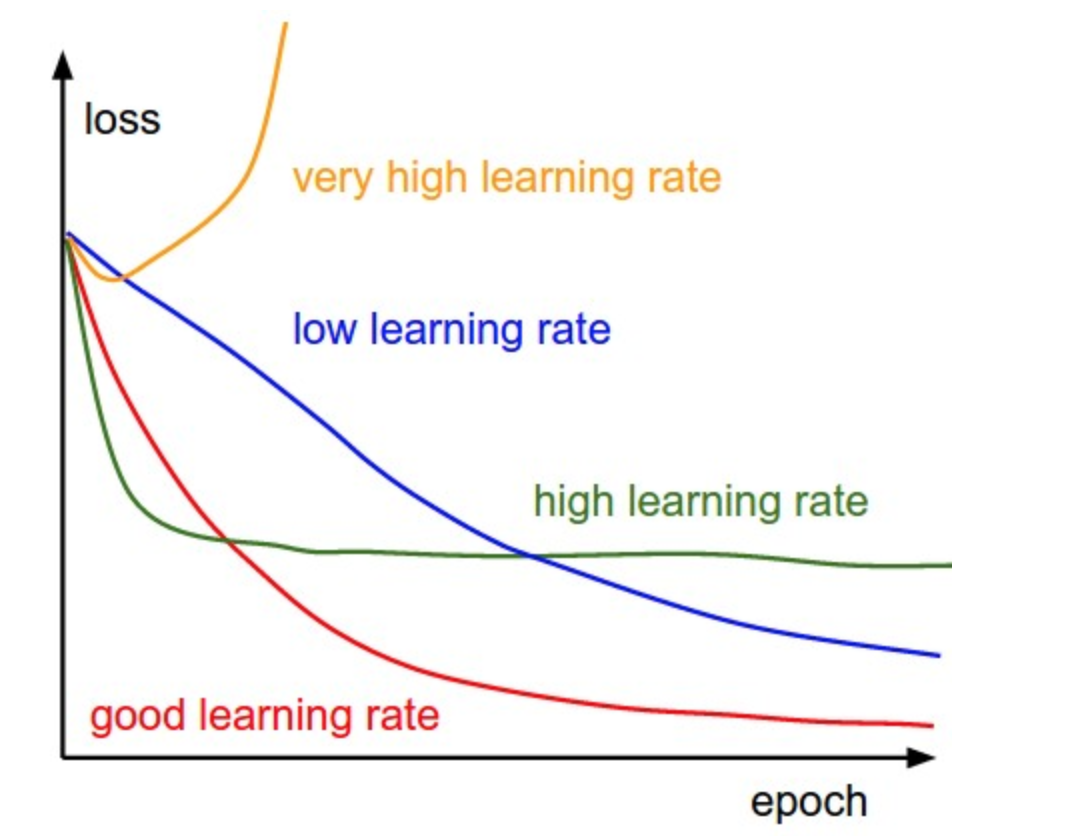 loss
very high learning rate
low learning rate
high learning rate
good learning rate
epoch